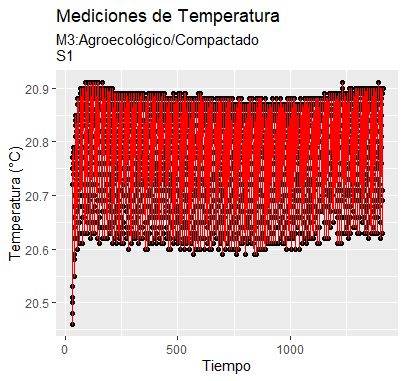 Mediciones de Temperatura
M3:Agroecológico/Compactado
S1
20.9
20.8
20.7
20.6
20.5
Temperatura (°C)
0
500
1000
Tiempo